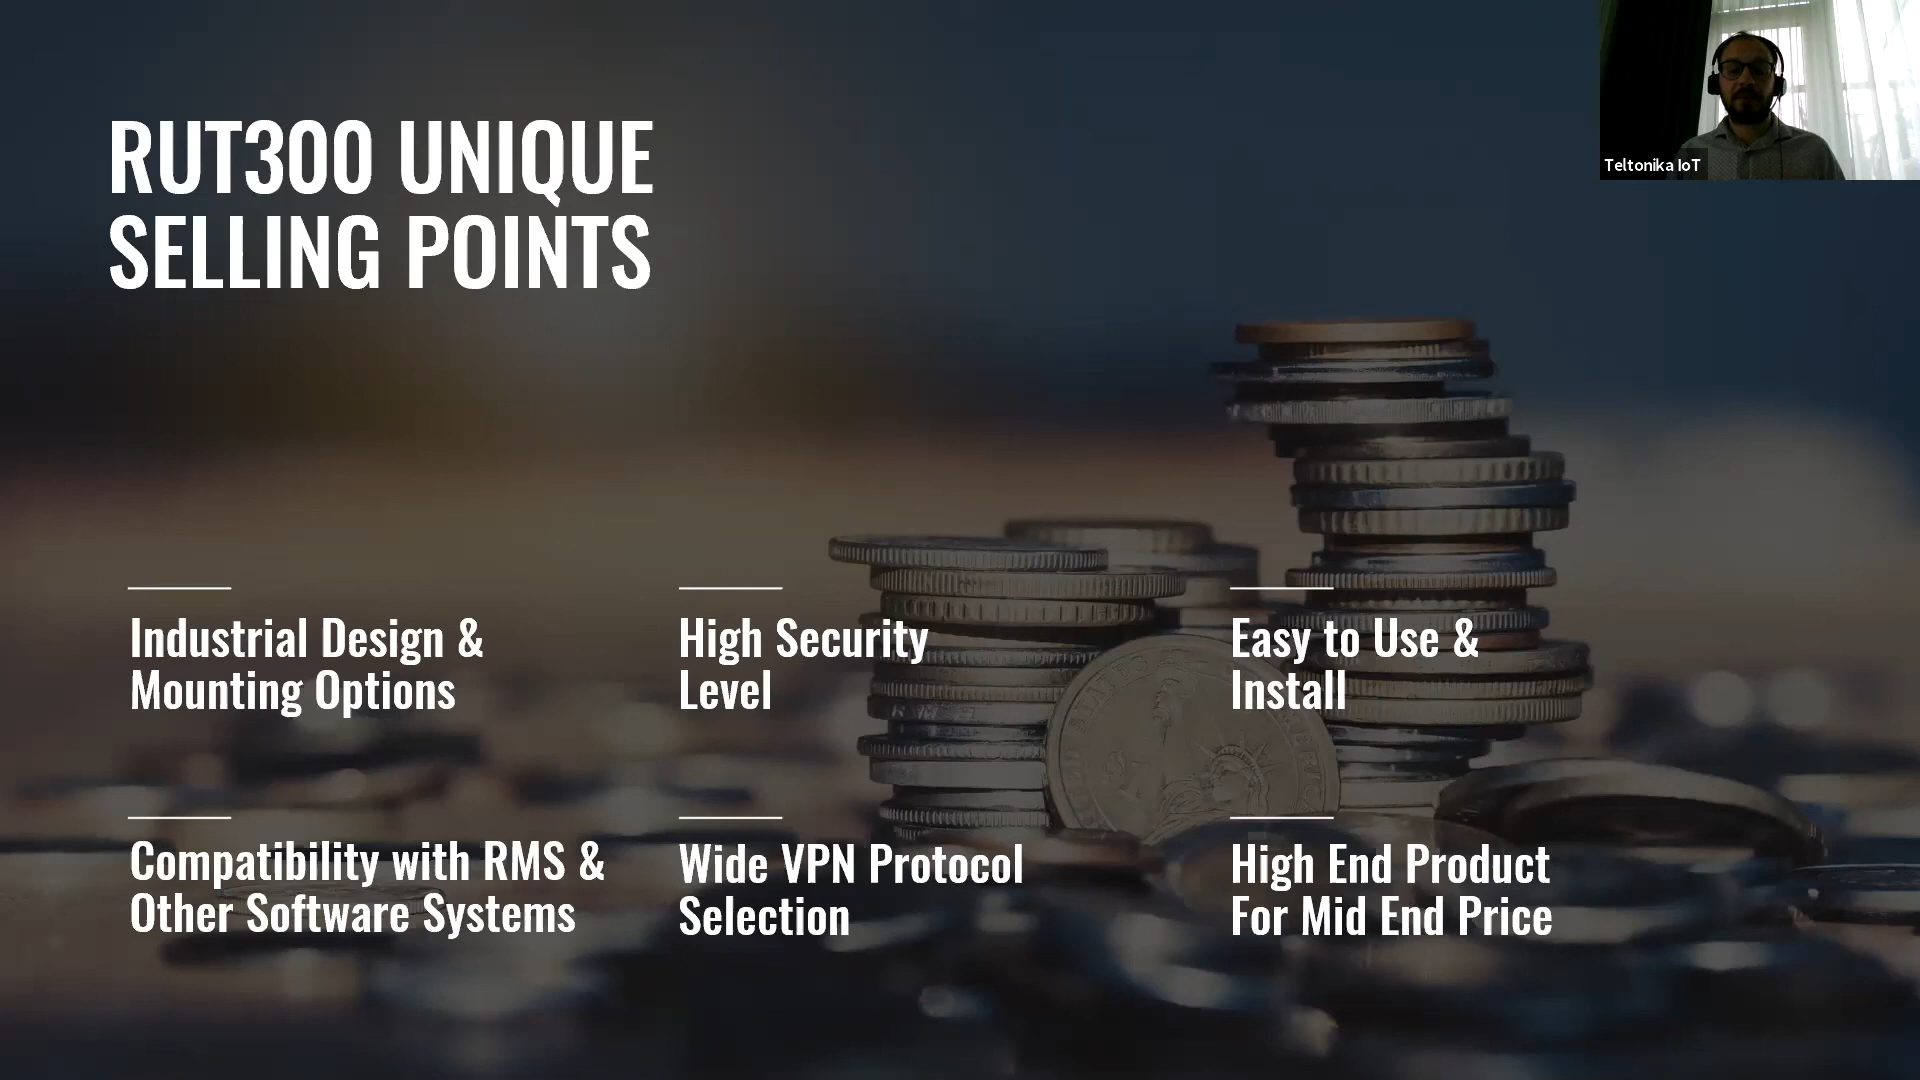 RUT300 UNIQUE
SELLING POINTS
Teltonika IoT
Industrial Design &
Mounting Options
High Security
Level
Easy to Use &
Install
Compatibility with RMS &
Other Software Systems
Wide VPN Protocol
Selection
High End Product
For Mid End Price